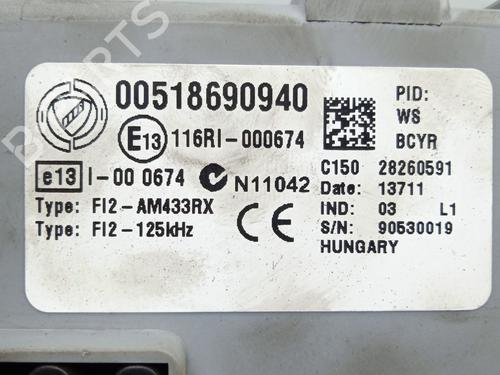 00518690940
E13 116RI-000674
e13 I-00 0674 N11042
Type: FI2-AM433RX
Type: FI2-125kHz
CE
PID:
WS
BCYR
C150 28260591
Date: 13711
IND: 03 L1
S/N: 90530019
HUNGARY